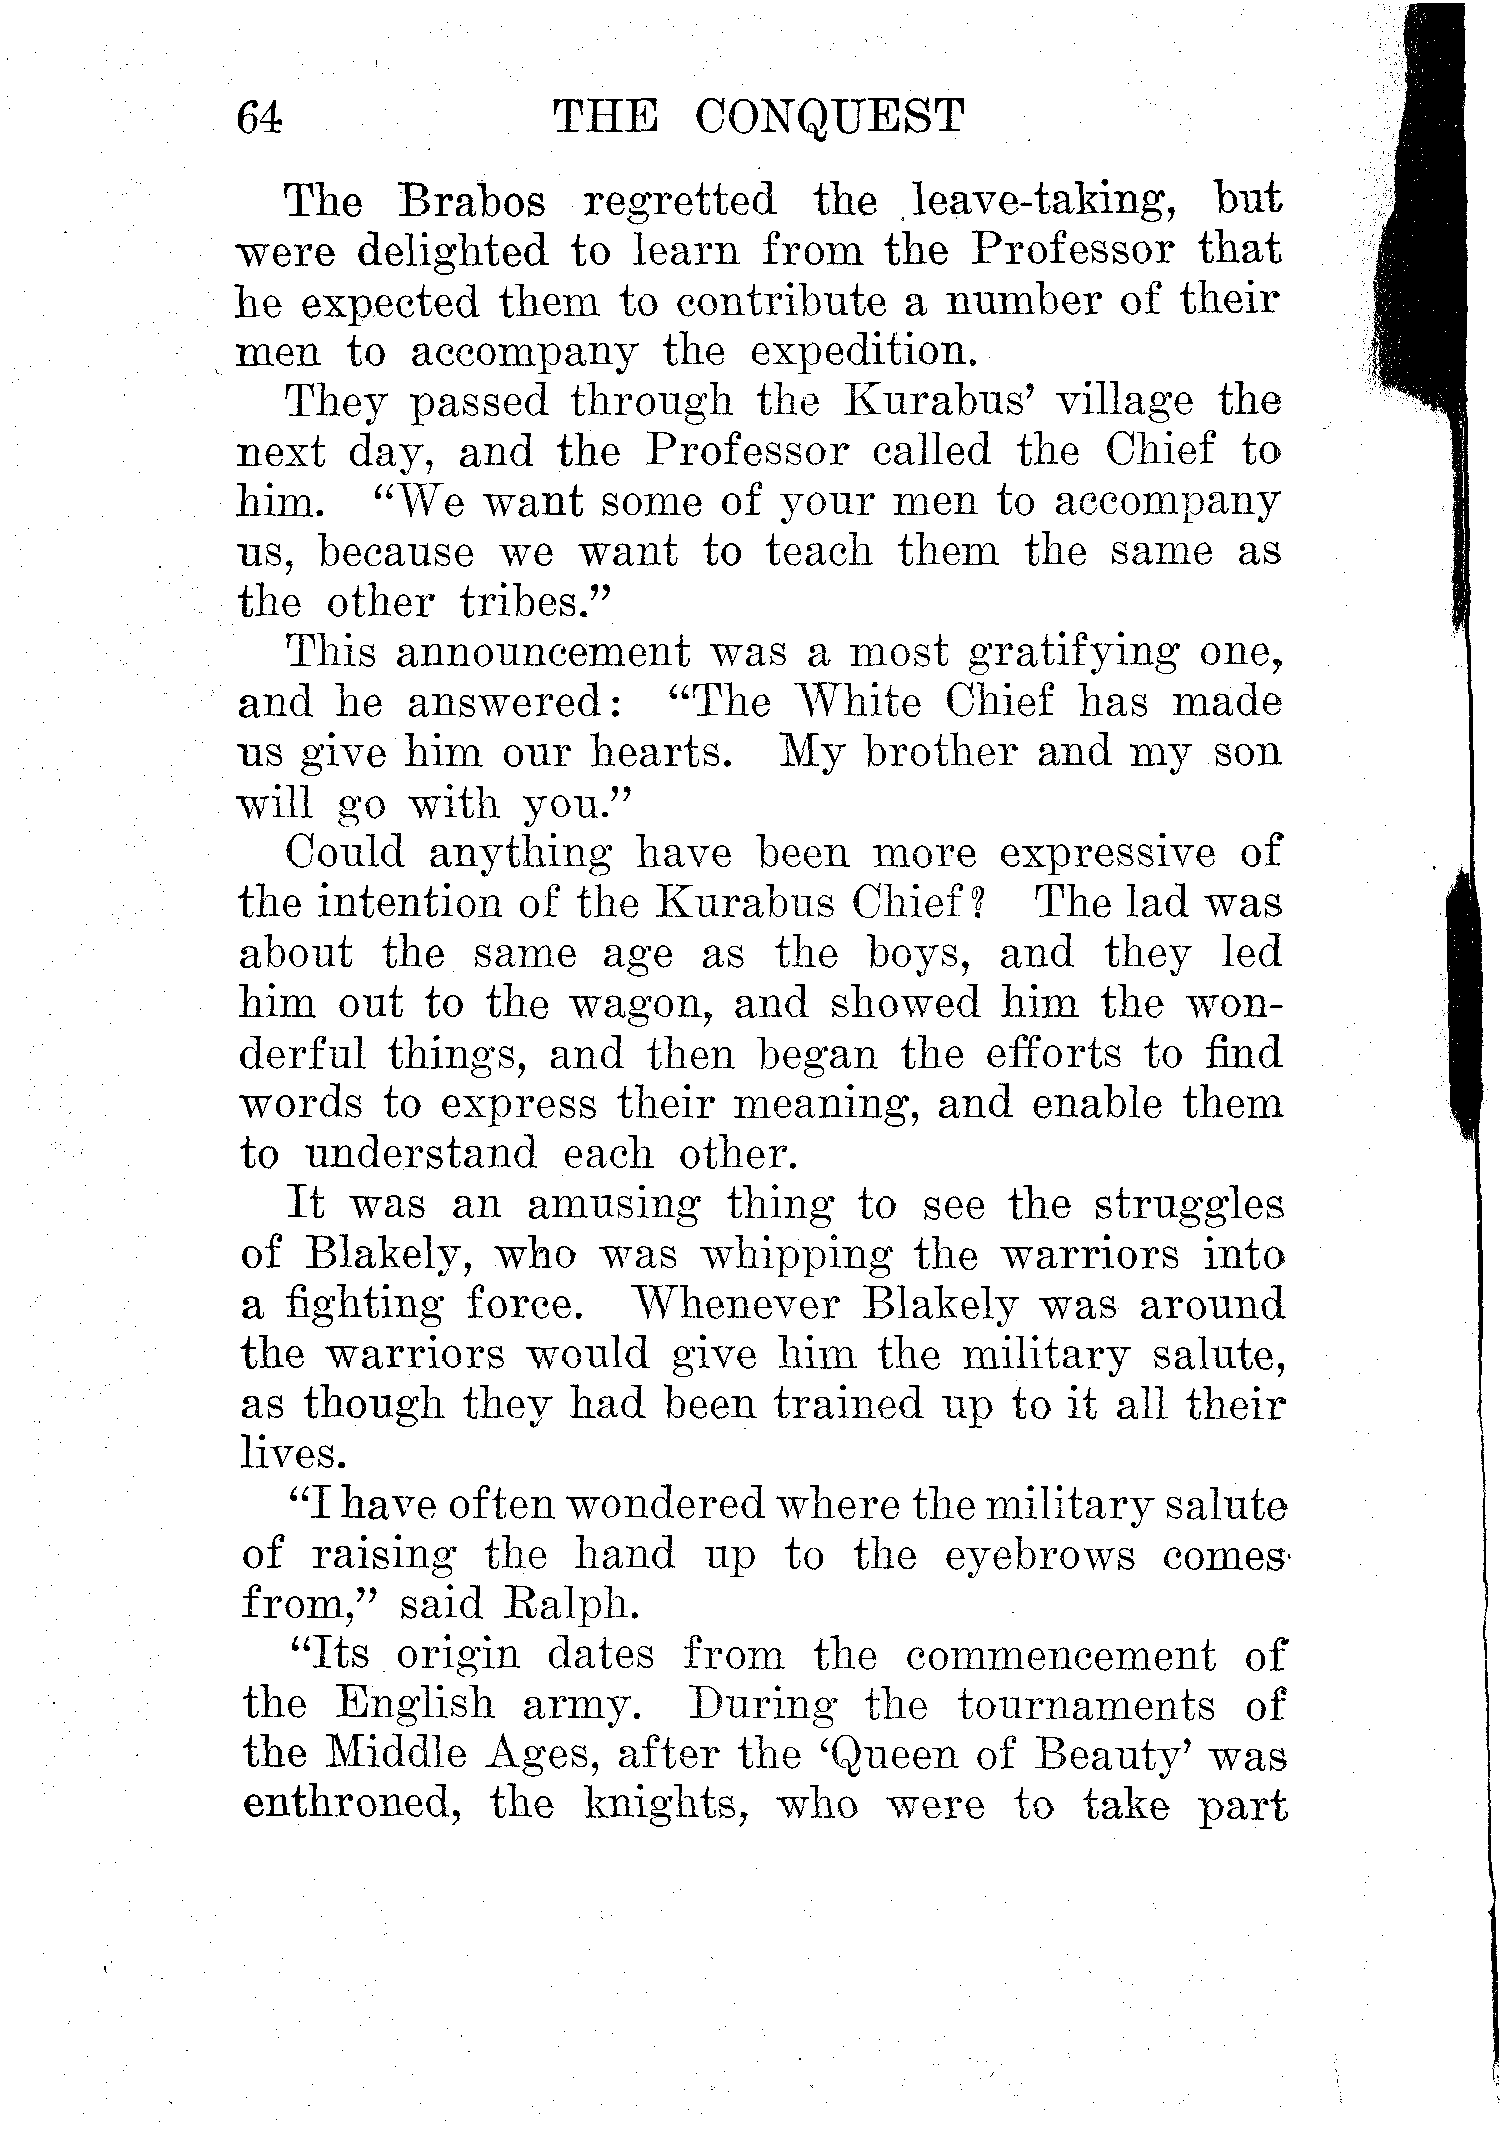 64 THE CONQUEST
The Brabos regretted the leave-taking, but
were delighted to learn from the Professor that
he expected them to contribute a number of their
men to accompany the expedition.
They passed through the Kurabus' village the
next day, and the Professor called the Chief to
him. "We want some of your men to accompany
us, because we want to teach them the same as
the other tribes."
This announcement was a most gratifying one,
and he answered: "The White Chief has made
us give him our hearts. My brother and my son
will go with you."
Could anything have been more expressive of
the intention of the Kurabus Chief? The lad was
about the same age as the boys, and they led
him out to the wagon, and showed him the won-
derful things, and then began the efforts to find
words to express their meaning, and enable them
to understand each other.
It was an amusing thing to see the struggles
of Blakely, who was whipping the warriors into
a fighting force. Whenever Blakely was around
the warriors would give him the military salute,
as though they had been trained up to it all their
lives.
"I have often wondered where the military salute
of raising the hand up to the eyebrows comes
from," said Ralph.
"Its origin dates from the commencement of
the English army. During the tournaments of
the Middle Ages, after the 'Queen of Beauty' was
enthroned, the knights, who were to take part